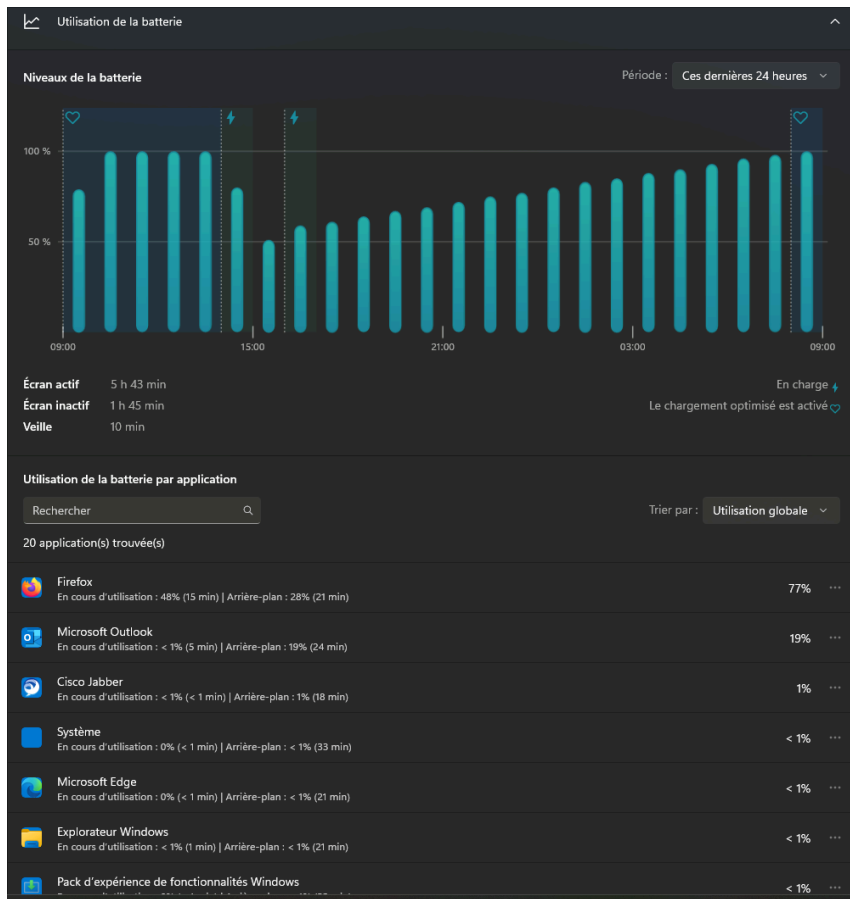 Utilisation de la batterie
Niveaux de la batterie
Période : Ces dernières 24 heures
100 %
50 %
09:00 15:00 21:00 03:00 09:00
Écran actif 5 h 43 min En charge
Écran inactif 1 h 45 min Le chargement optimisé est activé
Veille 10 min
Utilisation de la batterie par application
Rechercher Trier par : Utilisation globale
20 application(s) trouvée(s)
Firefox
En cours d'utilisation : 48% (15 min) | Arrière-plan : 28% (21 min) 77%
Microsoft Outlook
En cours d'utilisation : < 1% (5 min) | Arrière-plan : 19% (24 min) 19%
Cisco Jabber
En cours d'utilisation : < 1% (< 1 min) | Arrière-plan : 1% (18 min) 1%
Système
En cours d'utilisation : 0% (< 1 min) | Arrière-plan : < 1% (33 min) < 1%
Microsoft Edge
En cours d'utilisation : 0% (< 1 min) | Arrière-plan : < 1% (21 min) < 1%
Explorateur Windows
En cours d'utilisation : < 1% (1 min) | Arrière-plan : < 1% (21 min) < 1%
Pack d'expérience de fonctionnalités Windows
< 1%